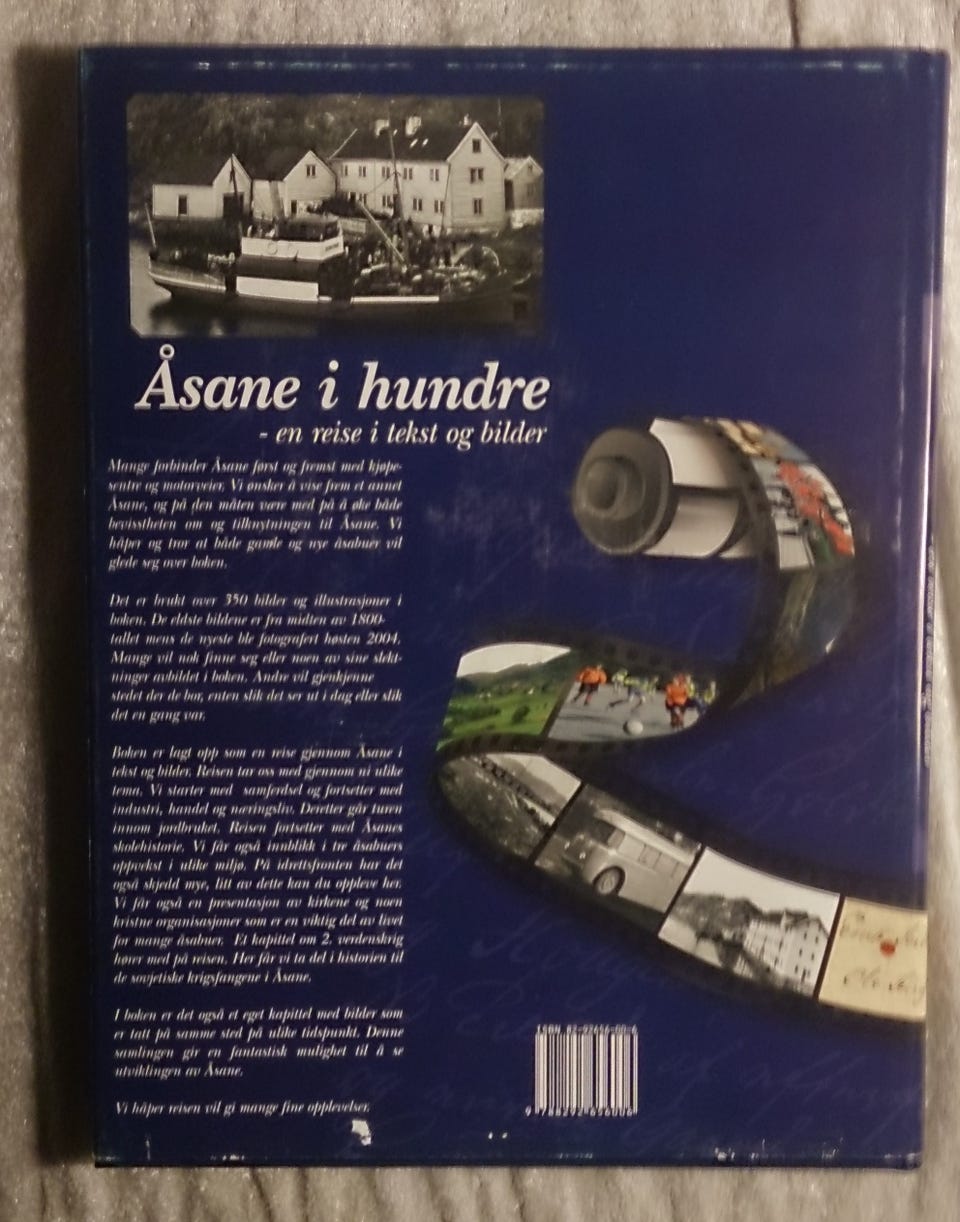 Åsane i hundre
- en reise i tekst og bilder
Mange forbinder Åsane først og fremst med kjøpe-
sentre og motorveier. Vi ønsker å vise frem et annet
Åsane, og på den måten være med på å øke både
bevisstheten om og tilknytningen til Åsane. Vi
håper og tror at både gamle og nye åsabuer vil
glede seg over boken.
Det er brukt over 350 bilder og illustrasjoner i
boken. De eldste bildene er fra midten av 1800-
tallet mens de nyeste ble fotografert høsten 2004.
Mange vil nok finne seg eller noen av sine slekt-
ninger avbildet i boken. Andre vil gjenkjenne
stedet der de bor, enten slik det ser ut i dag eller slik
det en gang var.
Boken er lagt opp som en reise gjennom Åsane i
tekst og bilder. Reisen tar oss med gjennom ni ulike
tema. Vi starter med samferdsel og fortsetter med
industri, handel og næringsliv. Deretter går turen
innom jordbruket. Reisen fortsetter med Åsanes
skolehistorie. Vi får også innblikk i tre åsabuers
oppvekst i ulike miljø. På idrettsfronten har det
også skjedd mye, litt av dette kan du oppleve her.
Vi får også en presentasjon av kirkene og noen
kristne organisasjoner som er en viktig del av livet
for mange åsabuer. Et kapittel om 2. verdenskrig
hører med på reisen. Her får vi ta del i historien til
de sovjetiske krigsfangene i Åsane.
I boken er det også et eget kapittel med bilder som
er tatt på samme sted på ulike tidspunkt. Denne
samlingen gir en fantastisk mulighet til å se
utviklingen av Åsane.
Vi håper reisen vil gi mange fine opplevelser.
ISBN